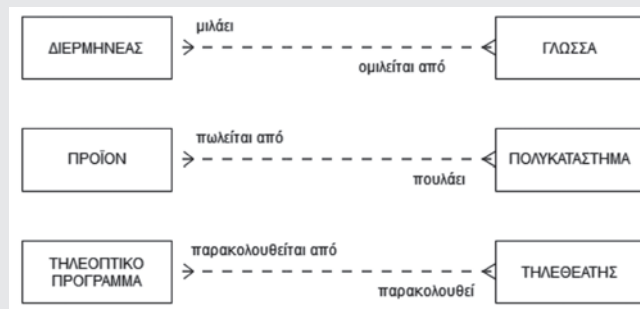 μιλάει
ΔΙΕΡΜΗΝΕΑΣ
ΓΛΩΣΣΑ
ομιλείται από
πωλείται από
ΠΡΟΪΟΝ
ΠΟΛΥΚΑΤΑΣΤΗΜΑ
πουλάει
παρακολουθείται από
ΤΗΛΕΟΠΤΙΚΟ
ΠΡΟΓΡΑΜΜΑ
ΤΗΛΕΘΕΑΤΗΣ
παρακολουθεί